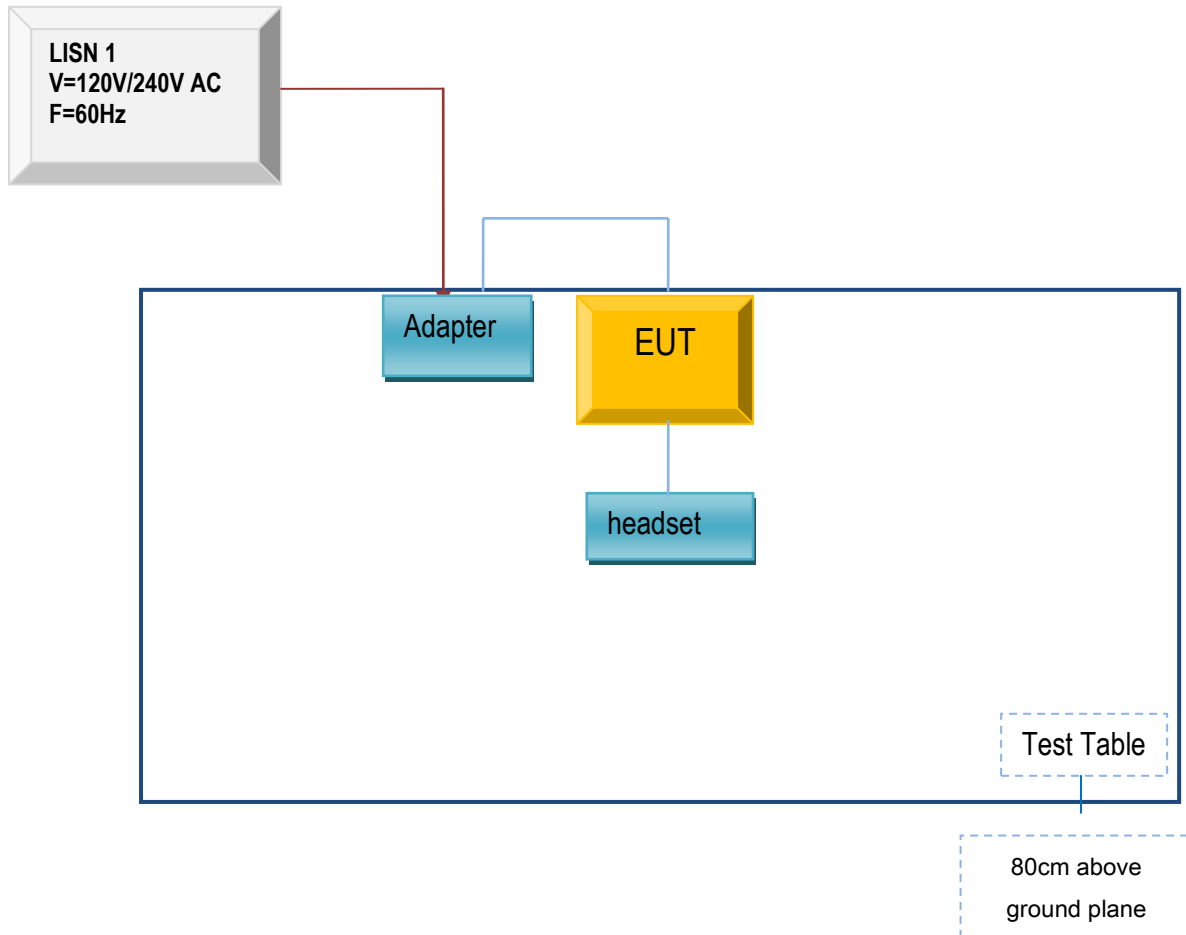 LISN 1
V=120V/240V AC
F=60Hz
Adapter
EUT
headset
Test Table
80cm above
ground plane